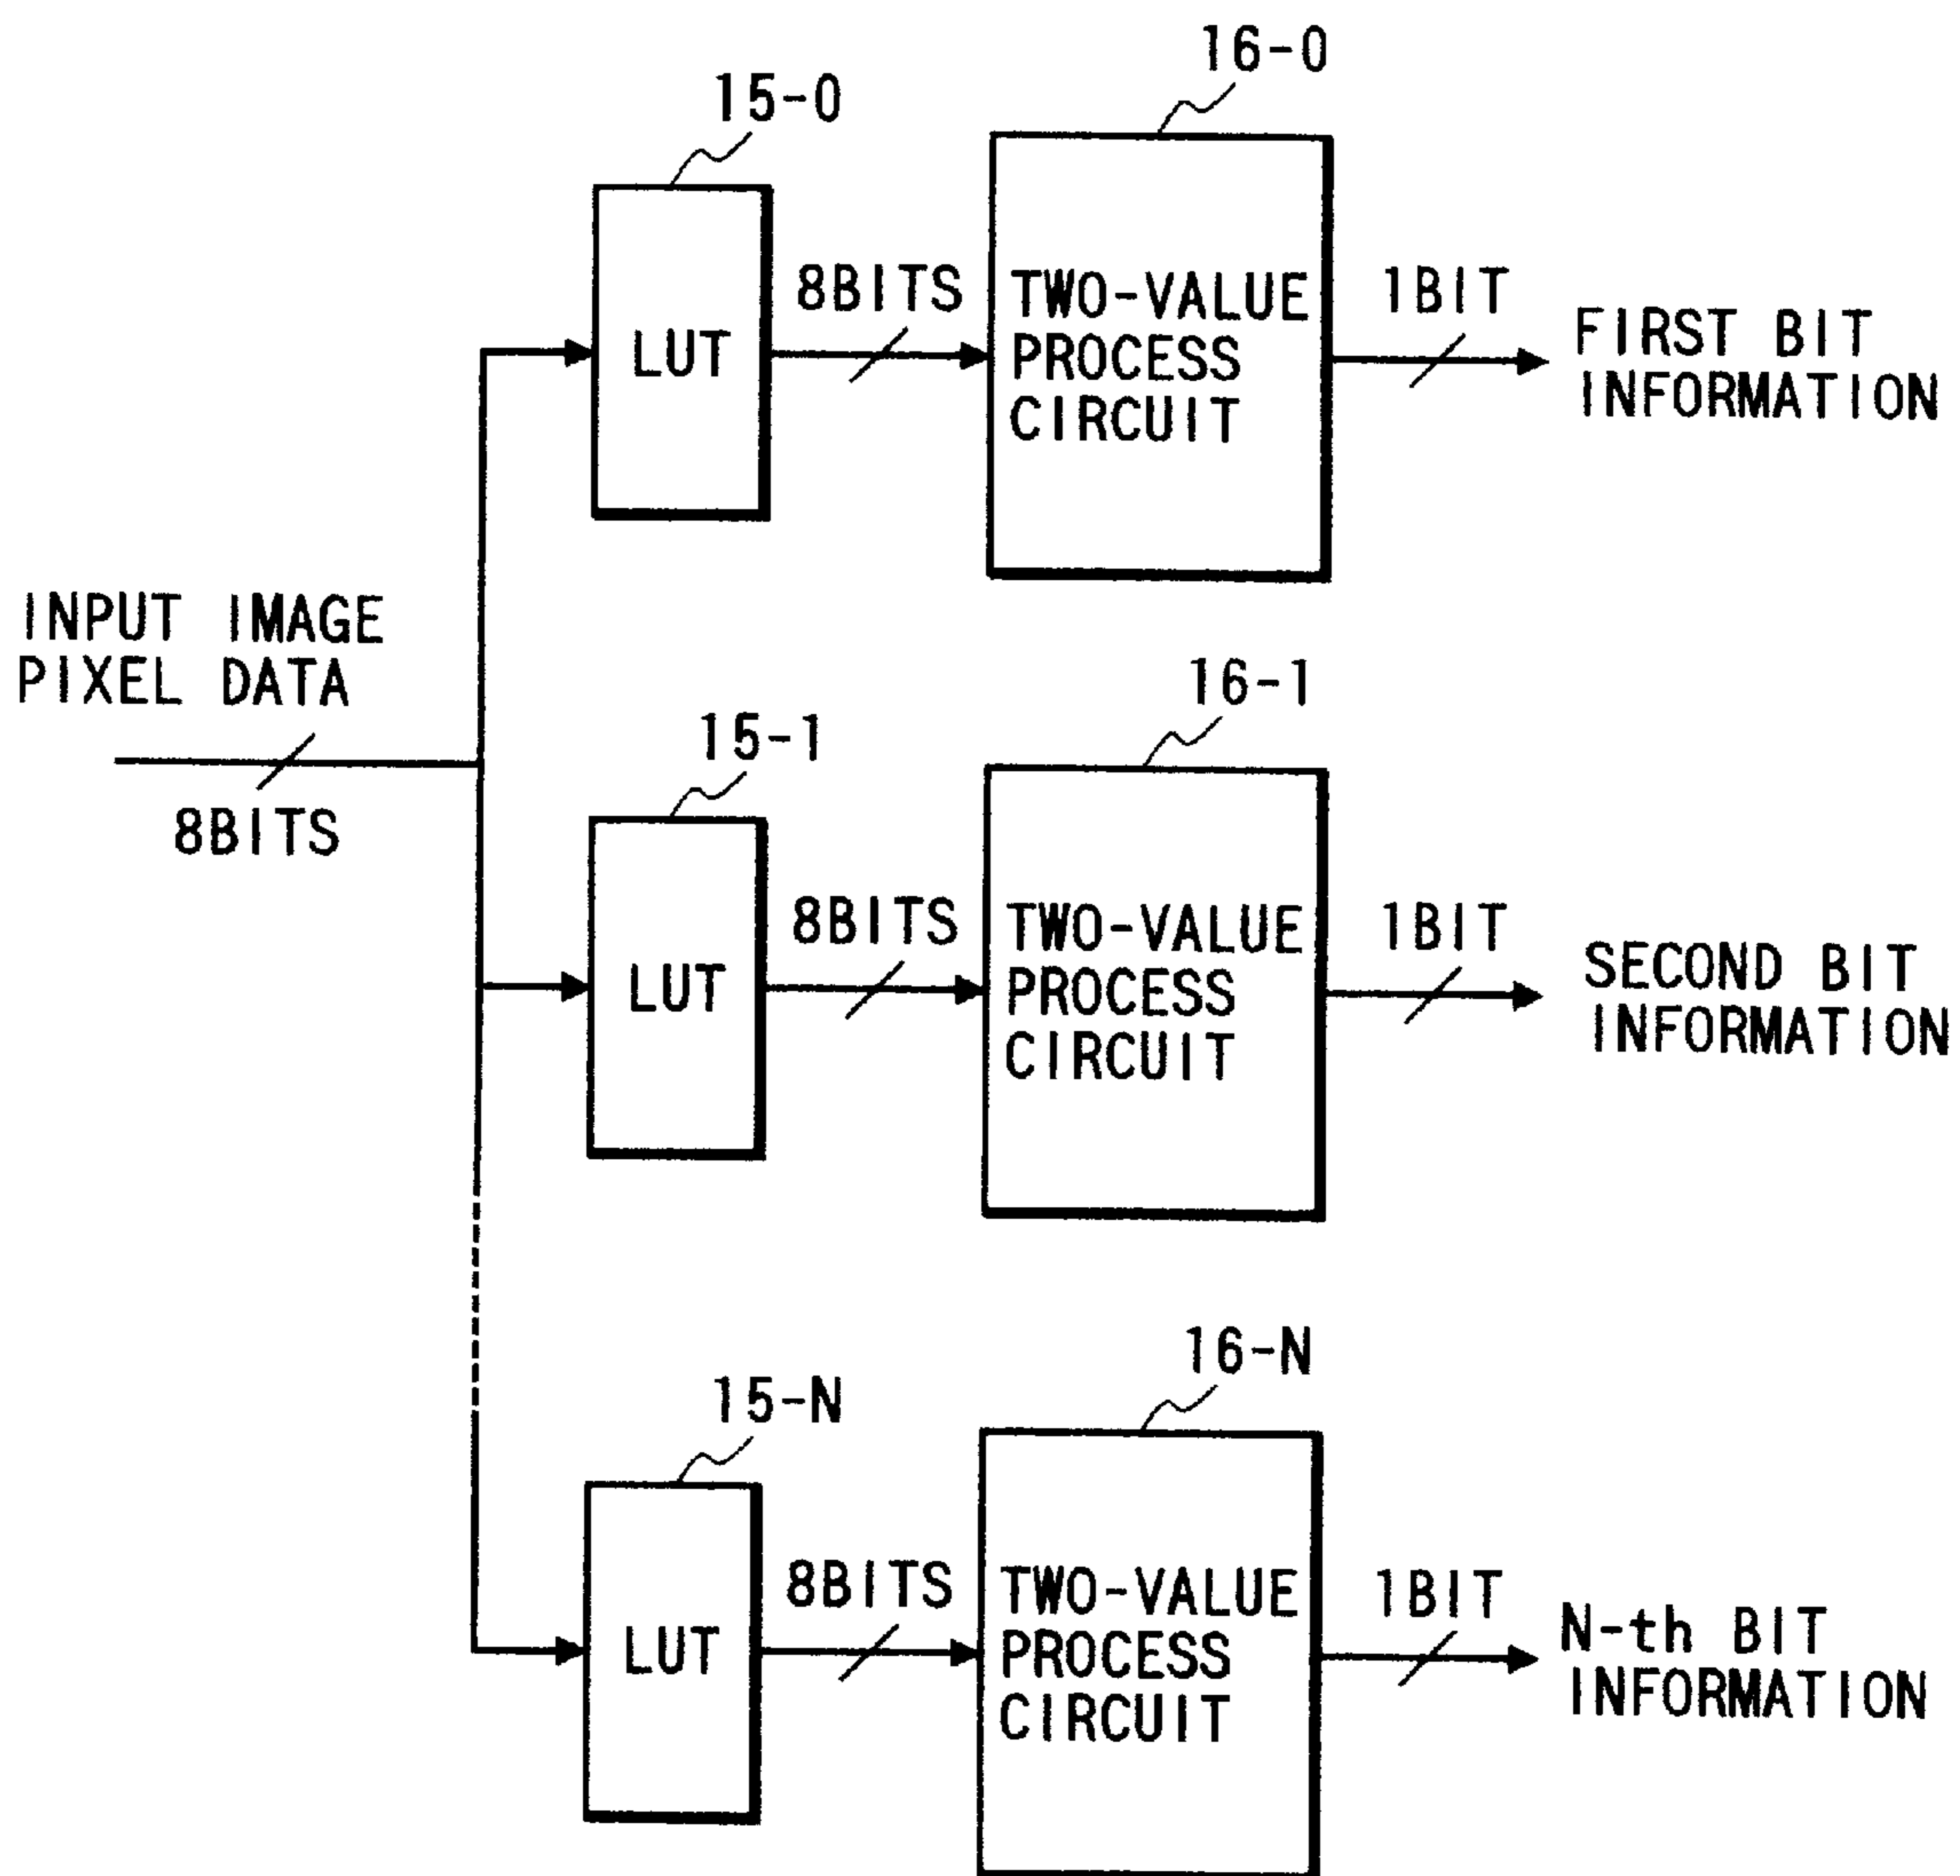 16-0
15-0
8BITS
1BIT
LUT
TWO-VALUE
PROCESS
CIRCUIT
FIRST BIT
INFORMATION
INPUT IMAGE
PIXEL DATA
8BITS
16-1
15-1
8BITS
1BIT
LUT
TWO-VALUE
PROCESS
CIRCUIT
SECOND BIT
INFORMATION
16-N
15-N
8BITS
1BIT
LUT
TWO-VALUE
PROCESS
CIRCUIT
N-th BIT
INFORMATION